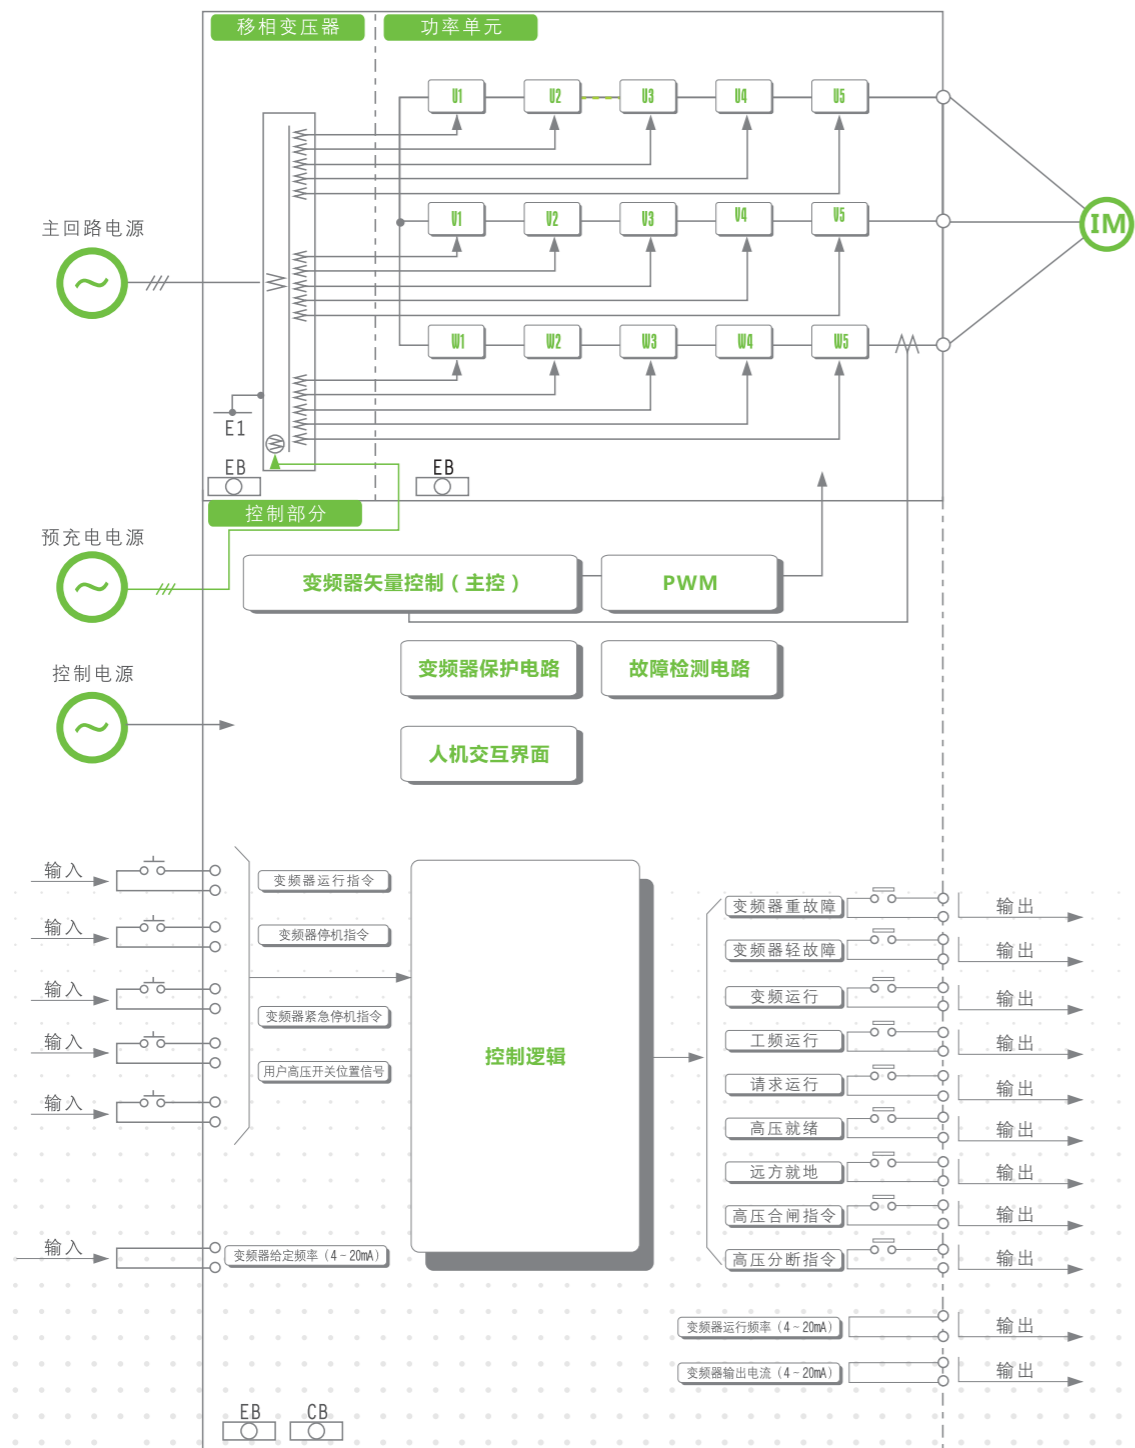 移相变压器
功率单元
U1
U2
U3
U4
U5
主回路电源
V1
V2
V3
V4
V5
IM
W1
W2
W3
W4
W5
E1
EB
EB
控制部分
预充电电源
变频器矢量控制（主控）
PWM
变频器保护电路
故障检测电路
控制电源
人机交互界面
输入
变频器运行指令
输入
变频器停机指令
输入
变频器紧急停机指令
输入
用户高压开关位置信号
输入
输入
变频器给定频率（4-20mA）
控制逻辑
变频器重故障
输出
变频器轻故障
输出
变频运行
输出
工频运行
输出
请求运行
输出
高压就绪
输出
远方就地
输出
高压合闸指令
输出
高压分断指令
输出
变频器运行频率（4-20mA）
输出
变频器输出电流（4-20mA）
输出
EB
CB